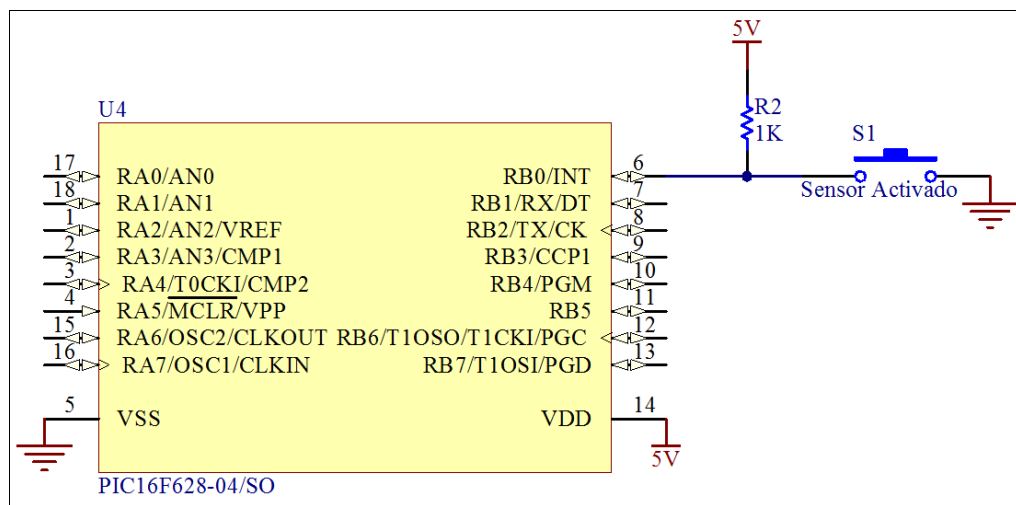 5V
U4
R2
1K
S1
Sensor Activado
17 RA0/AN0 RB0/INT 6
18 RA1/AN1 RB1/RX/DT 7
1 RA2/AN2/VREF RB2/TX/CK 8
2 RA3/AN3/CMP1 RB3/CCP1 9
3 RA4/T0CKI/CMP2 RB4/PGM 10
4 RA5/MCLR/VPP RB5 11
15 RA6/OSC2/CLKOUT RB6/T1OSO/T1CKI/PGC 12
16 RA7/OSC1/CLKIN RB7/T1OSI/PGD 13
5 VSS VDD 14
5V
PIC16F628-04/SO